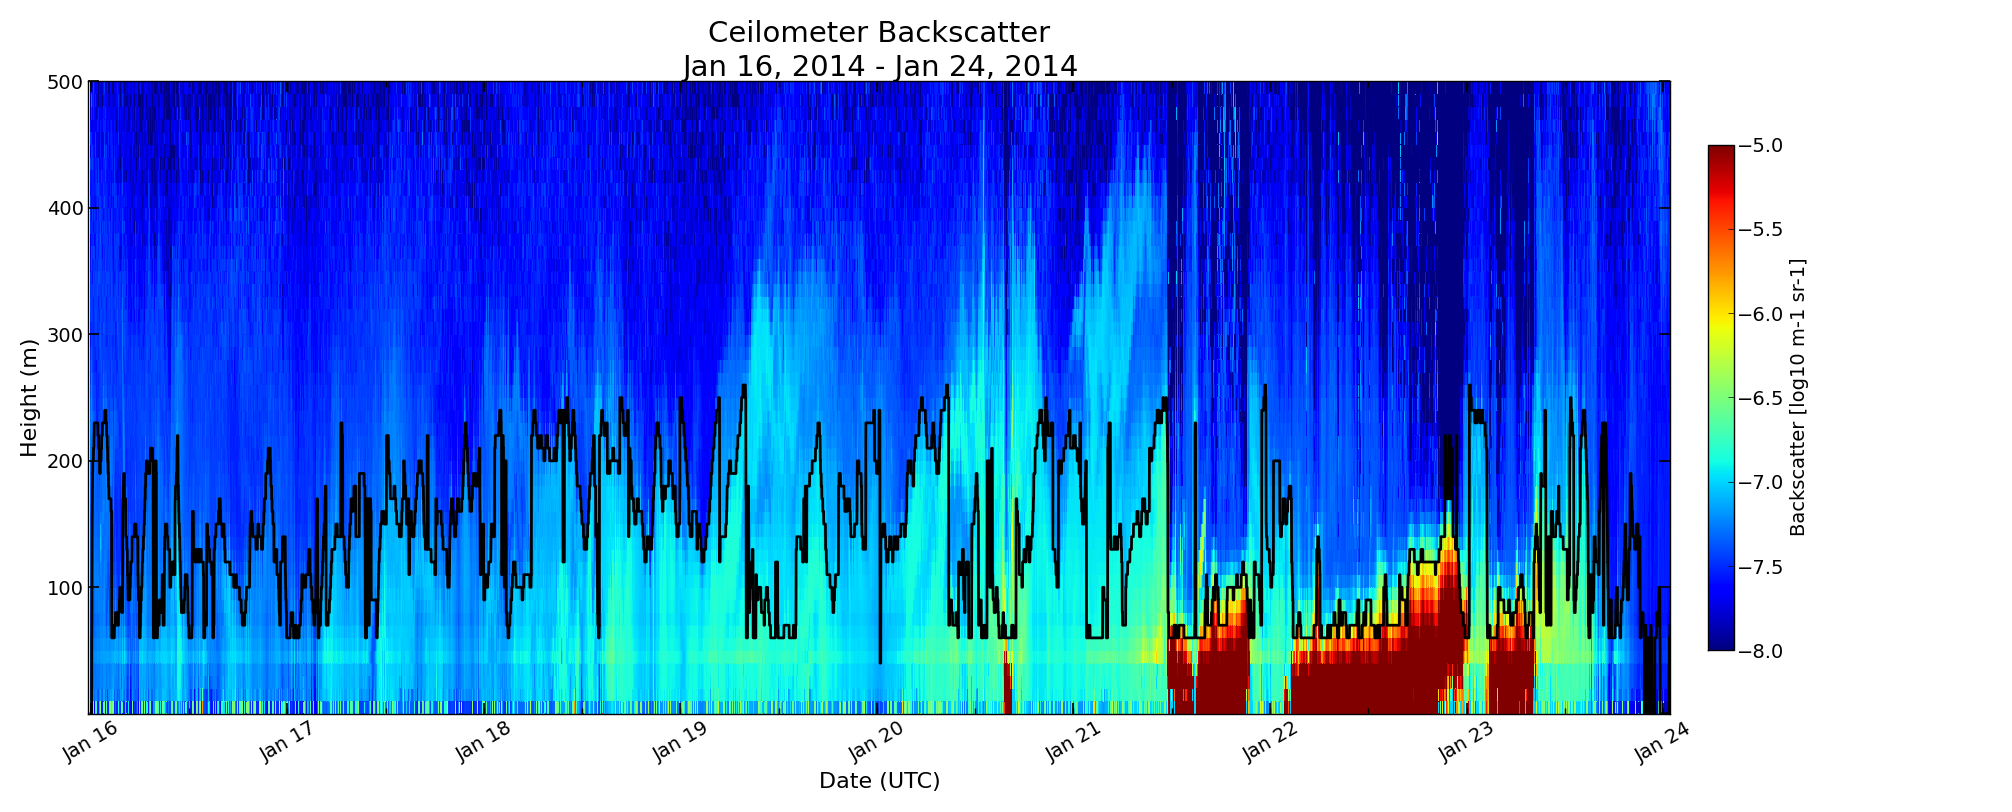 Ceilometer Backscatter
Jan 16, 2014 - Jan 24, 2014
500
400
300
200
100
Height (m)
Jan 16
Jan 17
Jan 18
Jan 19
Jan 20
Jan 21
Jan 22
Jan 23
Jan 24
Date (UTC)
−5.0
−5.5
−6.0
−6.5
−7.0
−7.5
−8.0
Backscatter [log10 m-1 sr-1]